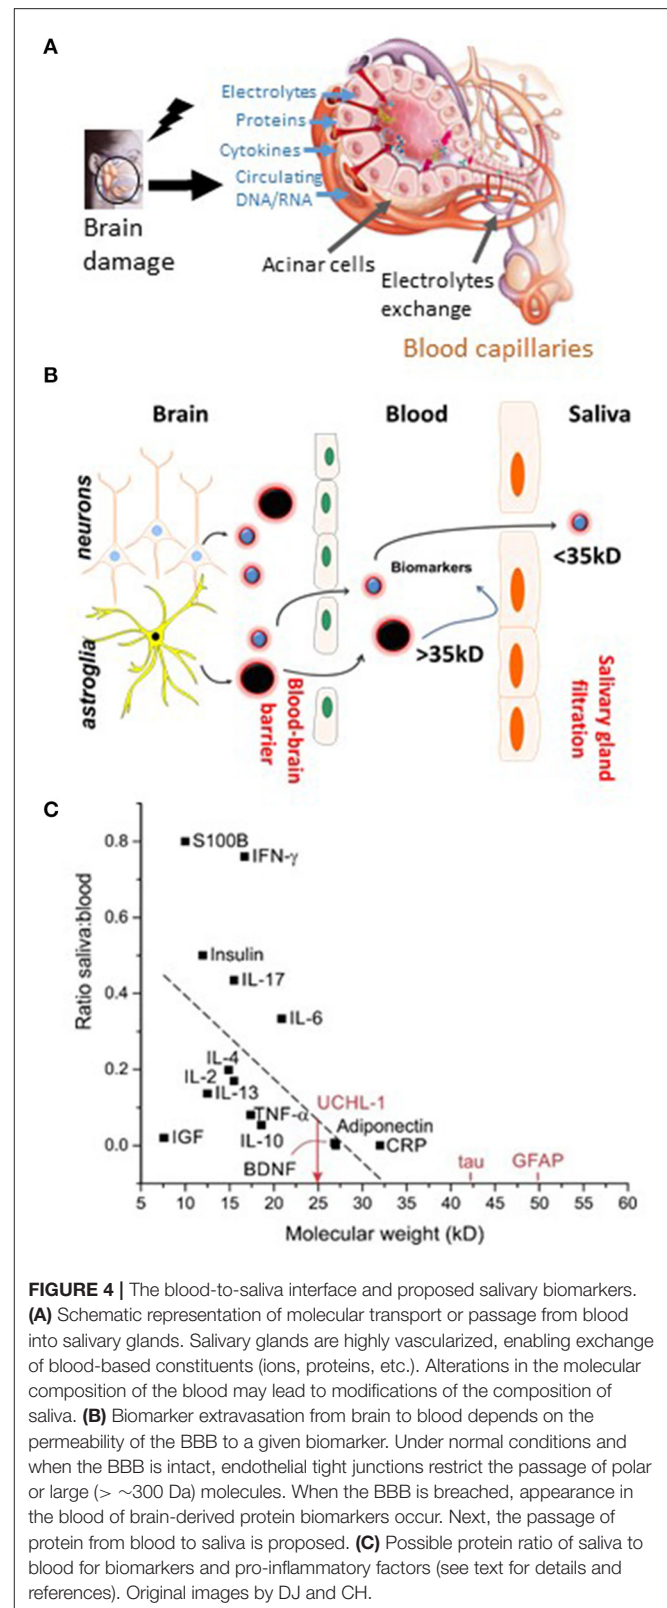 A
Electrolytes
Proteins
Cytokines
Circulating
DNA/RNA
Brain
damage
Acinar cells
Electrolytes
exchange
Blood capillaries
B
Brain
Blood
Saliva
neurons
astroglia
Biomarkers
<35kD
>35kD
Blood-brain
barrier
Salivary gland
filtration
C
Ratio saliva:blood
0.8
0.6
0.4
0.2
0.0
S100B
IFN-γ
Insulin
IL-17
IL-6
IL-4
IL-2
IL-13
TNF-α
UCHL-1
IGF
IL-10
BDNF
Adiponectin
CRP
tau
GFAP
5 10 15 20 25 30 35 40 45 50 55 60
Molecular weight (kD)
FIGURE 4 | The blood-to-saliva interface and proposed salivary biomarkers.
(A) Schematic representation of molecular transport or passage from blood
into salivary glands. Salivary glands are highly vascularized, enabling exchange
of blood-based constituents (ions, proteins, etc.). Alterations in the molecular
composition of the blood may lead to modifications of the composition of
saliva. (B) Biomarker extravasation from brain to blood depends on the
permeability of the BBB to a given biomarker. Under normal conditions and
when the BBB is intact, endothelial tight junctions restrict the passage of polar
or large (> ∼300 Da) molecules. When the BBB is breached, appearance in
the blood of brain-derived protein biomarkers occur. Next, the passage of
protein from blood to saliva is proposed. (C) Possible protein ratio of saliva to
blood for biomarkers and pro-inflammatory factors (see text for details and
references). Original images by DJ and CH.